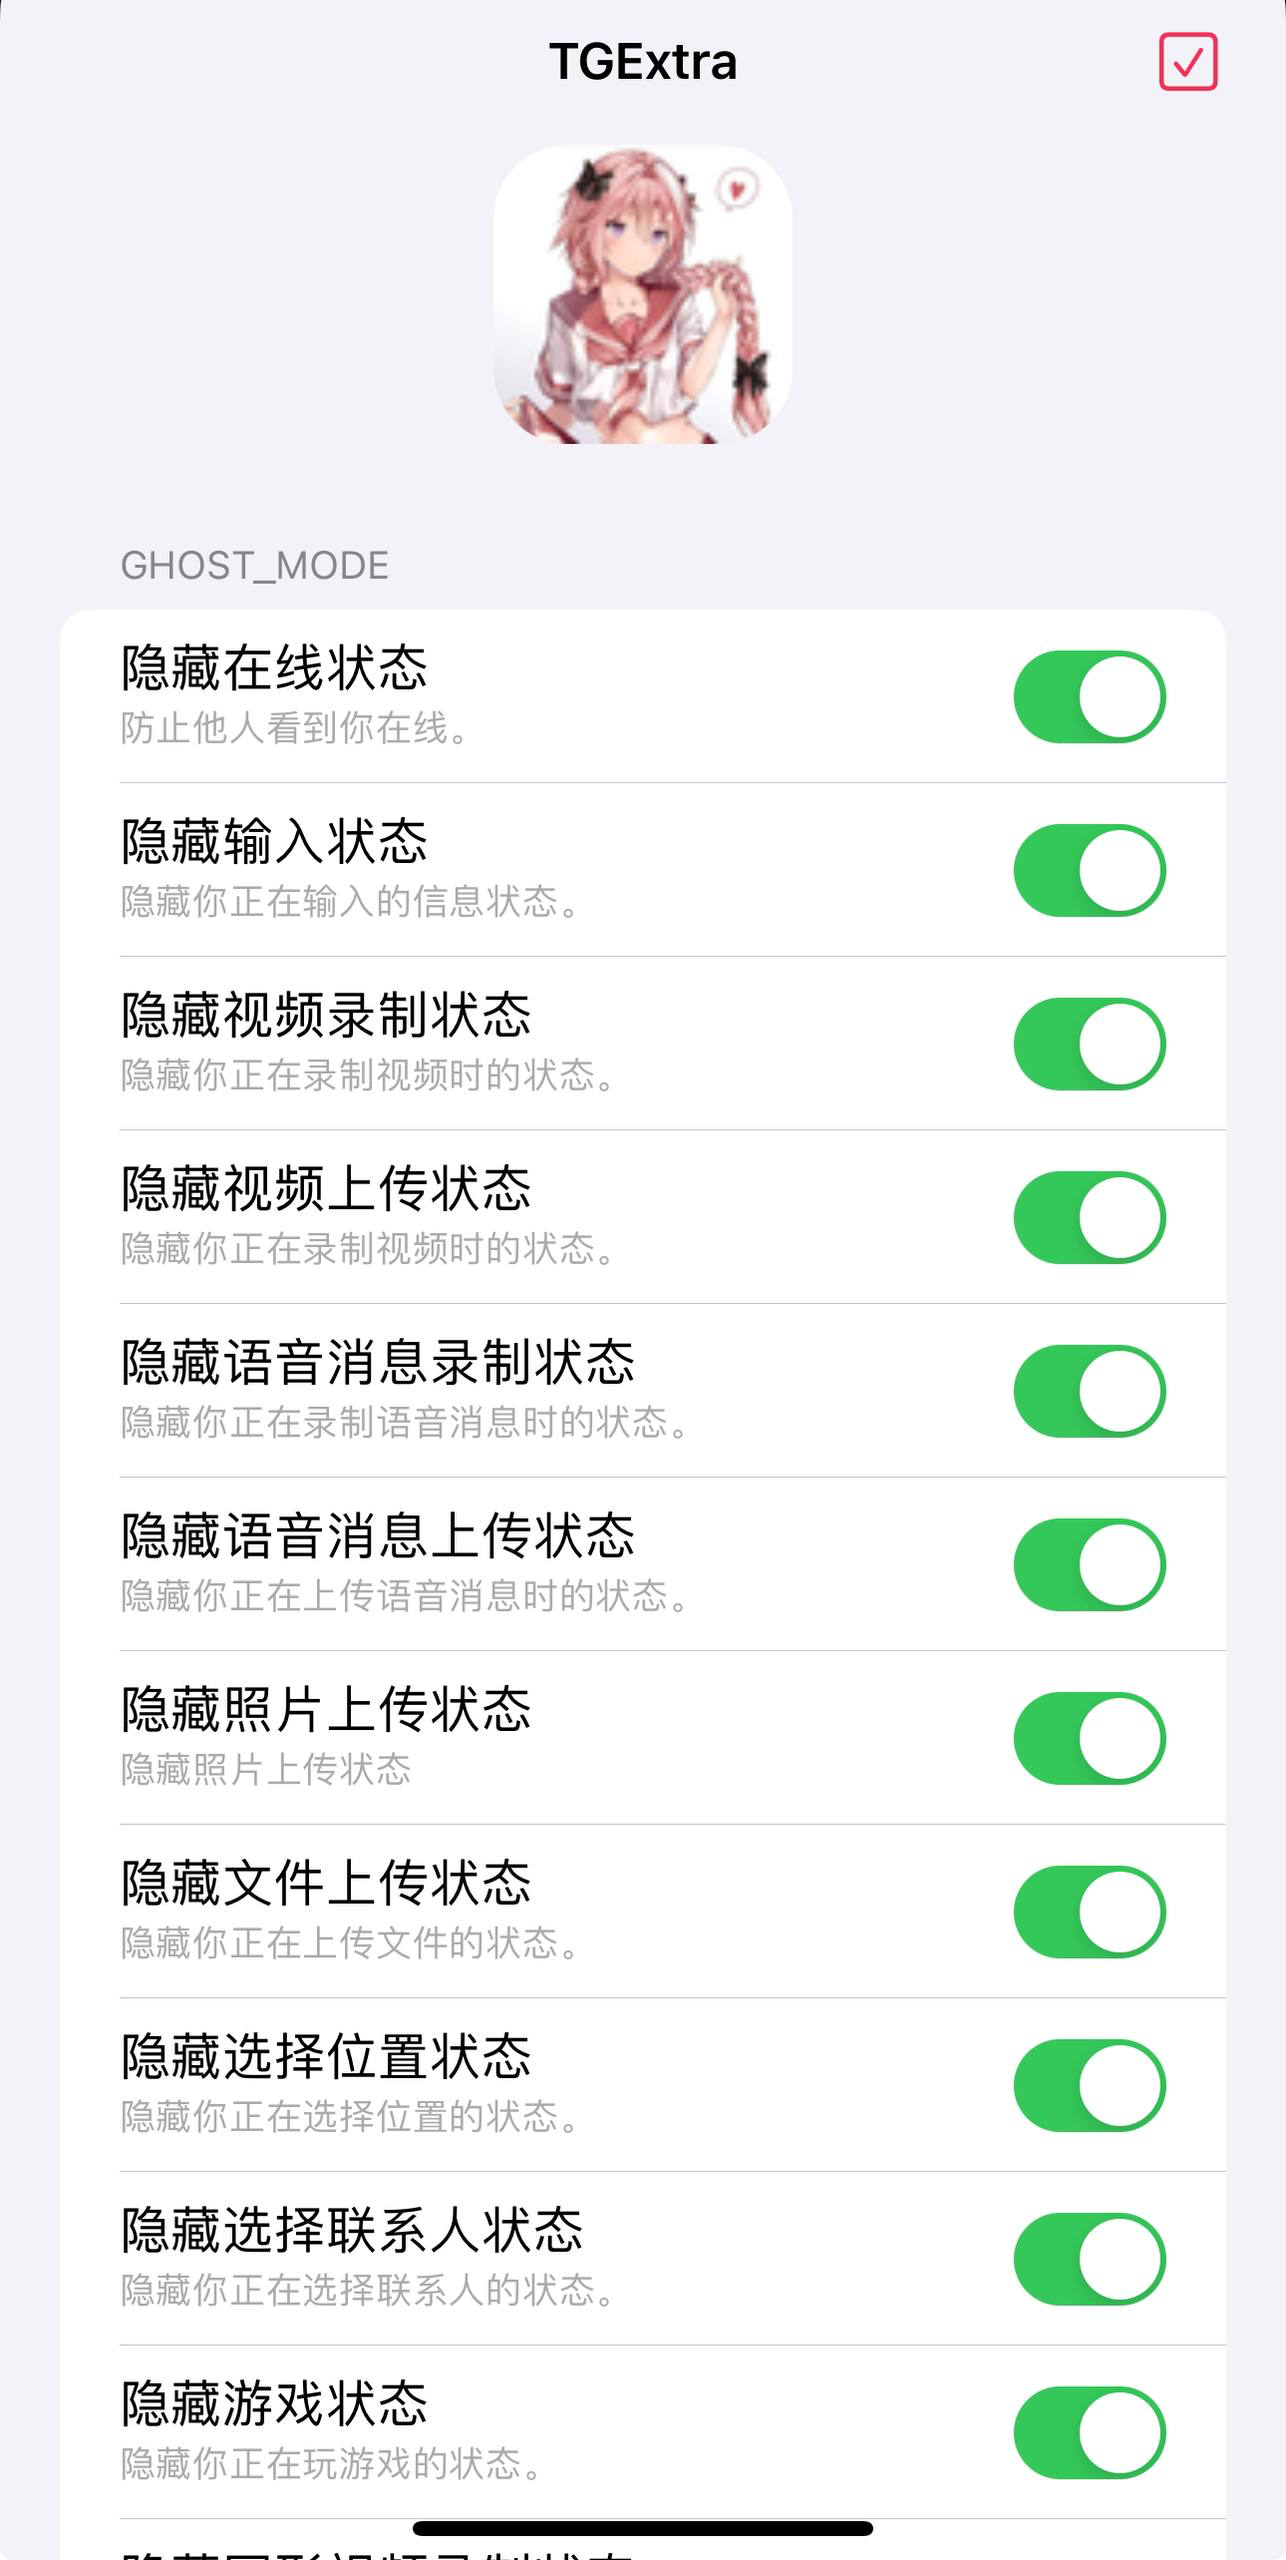 TGExtra
GHOST_MODE
隐藏在线状态
防止他人看到你在线。
隐藏输入状态
隐藏你正在输入的信息状态。
隐藏视频录制状态
隐藏你正在录制视频时的状态。
隐藏视频上传状态
隐藏你正在录制视频时的状态。
隐藏语音消息录制状态
隐藏你正在录制语音消息时的状态。
隐藏语音消息上传状态
隐藏你正在上传语音消息时的状态。
隐藏照片上传状态
隐藏照片上传状态
隐藏文件上传状态
隐藏你正在上传文件的状态。
隐藏选择位置状态
隐藏你正在选择位置的状态。
隐藏选择联系人状态
隐藏你正在选择联系人的状态。
隐藏游戏状态
隐藏你正在玩游戏的状态。